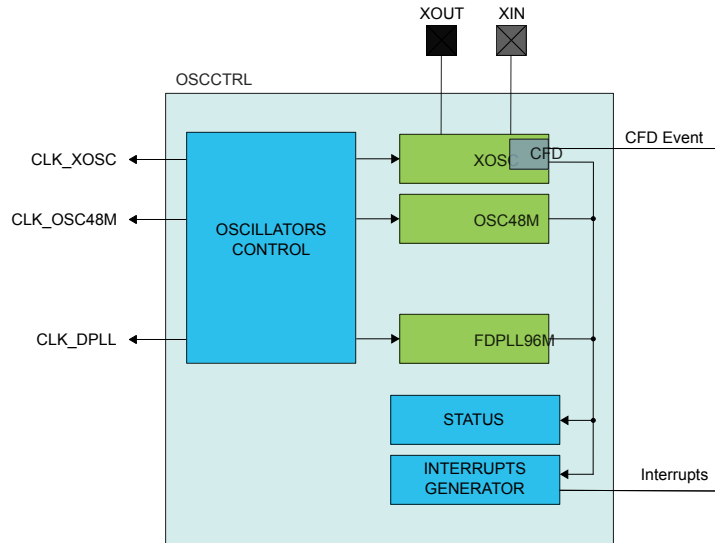 XOUT
XIN
OSCCTRL
CFD Event
CLK_XOSC
XOSC
CFD
CLK_OSC48M
OSCILLATORS
CONTROL
OSC48M
CLK_DPLL
FDPLL96M
STATUS
INTERRUPTS
GENERATOR
Interrupts